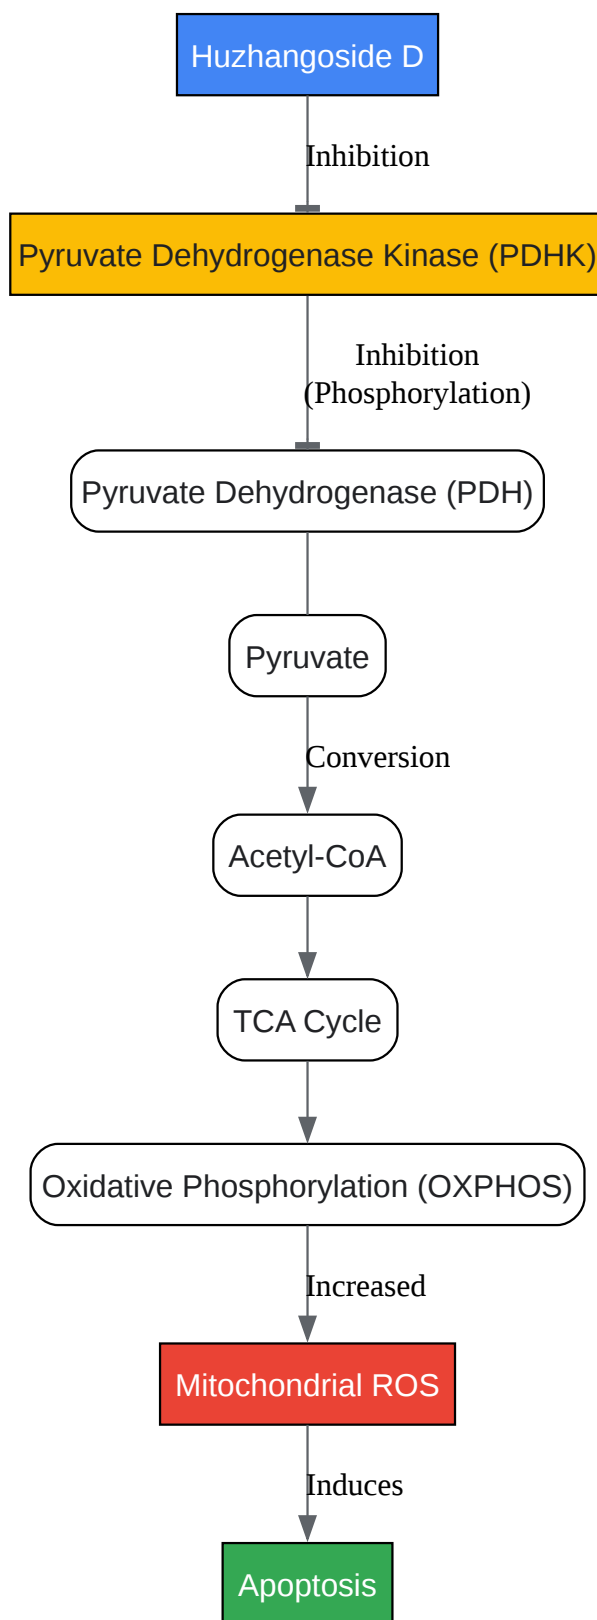 Huzhangoside D
Inhibition
Pyruvate Dehydrogenase Kinase (PDHK)
Inhibition
(Phosphorylation)
Pyruvate Dehydrogenase (PDH)
Pyruvate
Conversion
Acetyl-CoA
TCA Cycle
Oxidative Phosphorylation (OXPHOS)
Increased
Mitochondrial ROS
Induces
Apoptosis